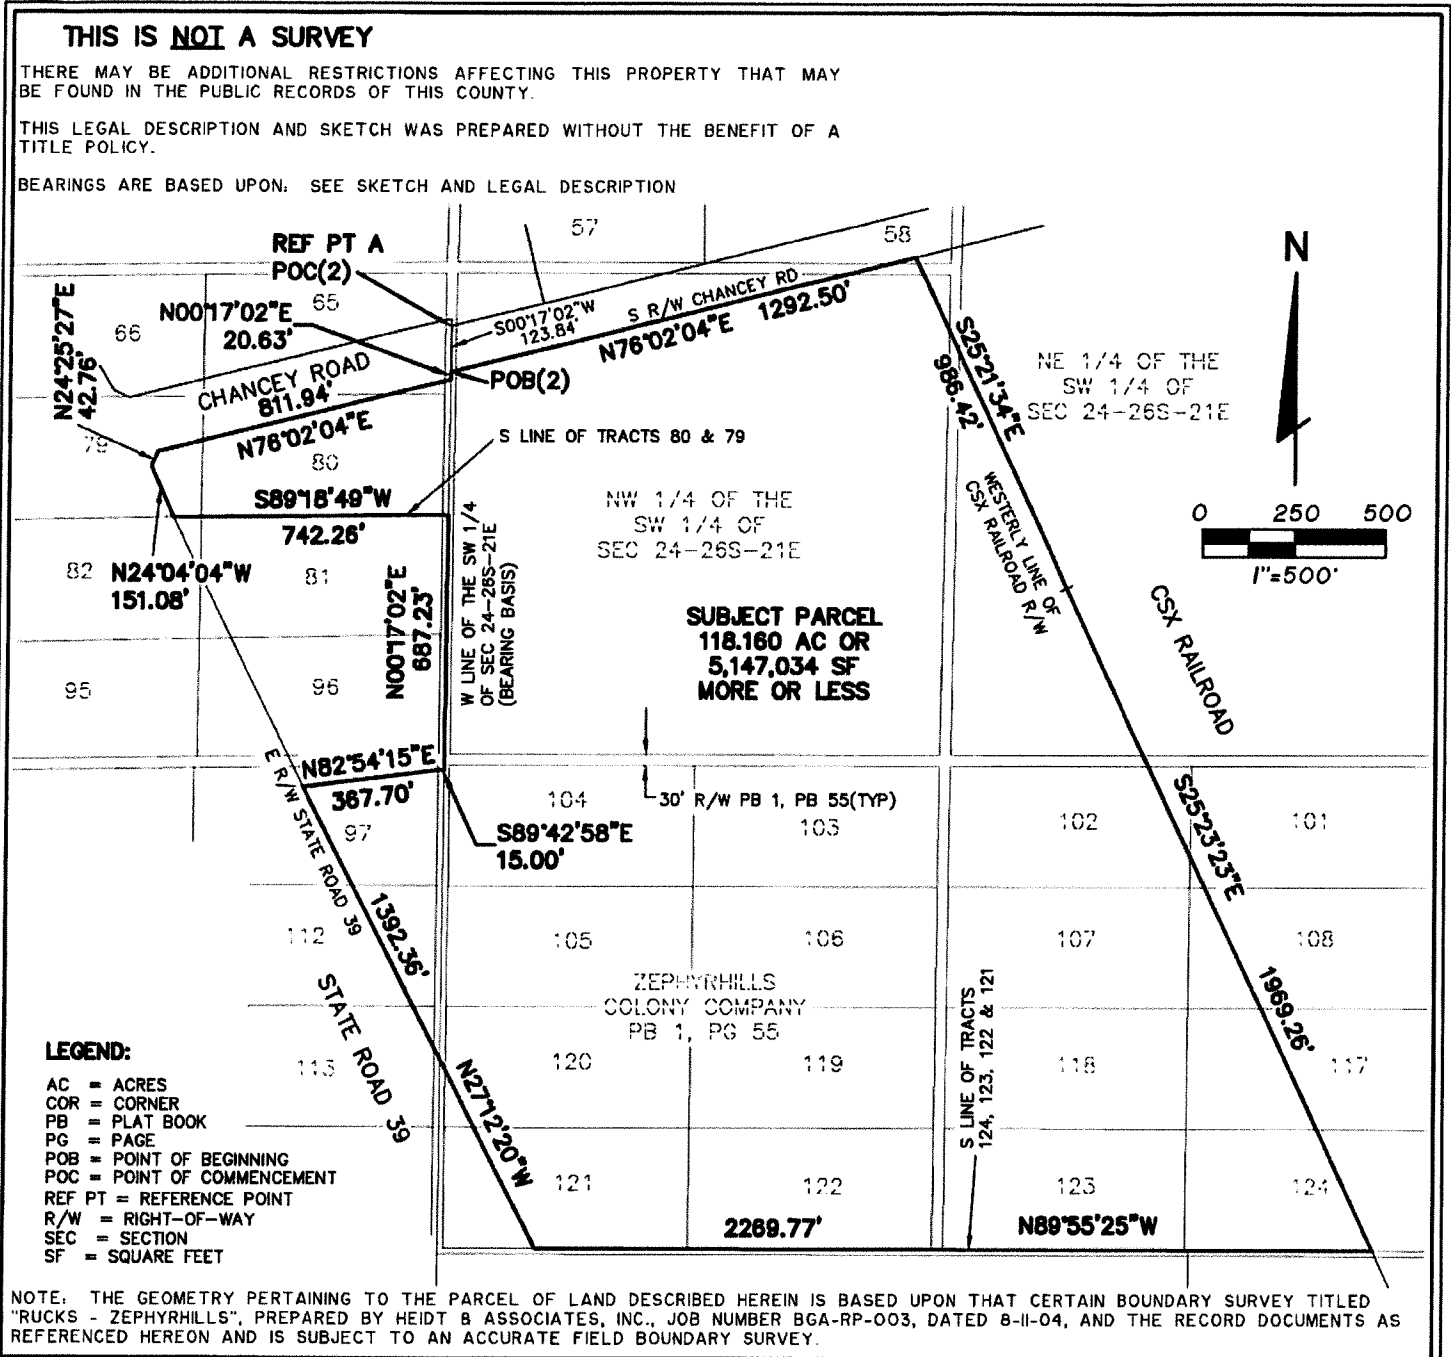 THIS IS NOT A SURVEY
THERE MAY BE ADDITIONAL RESTRICTIONS AFFECTING THIS PROPERTY THAT MAY
BE FOUND IN THE PUBLIC RECORDS OF THIS COUNTY.
THIS LEGAL DESCRIPTION AND SKETCH WAS PREPARED WITHOUT THE BENEFIT OF A
TITLE POLICY.
BEARINGS ARE BASED UPON: SEE SKETCH AND LEGAL DESCRIPTION
57
58
REF PT A
POC(2)
N
65
66
N00°17'02"E
20.63'
S00°17'02"W
123.84'
S R/W CHANCEY RD
N76°02'04"E 1292.50'
N24°25'27"E
42.76'
CHANCEY ROAD
811.94'
N76°02'04"E
POB(2)
S25°21'34"E
986.42'
NE 1/4 OF THE
SW 1/4 OF
SEC 24-26S-21E
79
80
S LINE OF TRACTS 80 & 79
S89°18'49"W
742.26'
NW 1/4 OF THE
SW 1/4 OF
SEC 24-26S-21E
WESTERLY LINE OF
CSX RAILROAD R/W
0 250 500
1"=500'
82
N24°04'04"W
151.08'
81
N00°17'02"E
687.23'
W LINE OF THE SW 1/4
OF SEC 24-26S-21E
(BEARING BASIS)
SUBJECT PARCEL
118.160 AC OR
5,147,034 SF
MORE OR LESS
CSX RAILROAD
95
96
N82°54'15"E
367.70'
E R/W STATE ROAD 39
97
104
30' R/W PB 1, PB 55(TYP)
103
102
101
S89°42'58"E
15.00'
S25°23'23"E
1969.26'
112
1392.36'
N27°12'20"W
105
106
107
108
STATE ROAD 39
ZEPHYRHILLS
COLONY COMPANY
PB 1, PG 55
S LINE OF TRACTS
124, 123, 122 & 121
113
120
119
118
117
LEGEND:
AC = ACRES
COR = CORNER
PB = PLAT BOOK
PG = PAGE
POB = POINT OF BEGINNING
POC = POINT OF COMMENCEMENT
REF PT = REFERENCE POINT
R/W = RIGHT-OF-WAY
SEC = SECTION
SF = SQUARE FEET
121
122
123
124
2269.77'
N89°55'25"W
NOTE: THE GEOMETRY PERTAINING TO THE PARCEL OF LAND DESCRIBED HEREIN IS BASED UPON THAT CERTAIN BOUNDARY SURVEY TITLED
"RUCKS - ZEPHYRHILLS", PREPARED BY HEIDT & ASSOCIATES, INC., JOB NUMBER BGA-RP-003, DATED 8-11-04, AND THE RECORD DOCUMENTS AS
REFERENCED HEREON AND IS SUBJECT TO AN ACCURATE FIELD BOUNDARY SURVEY.